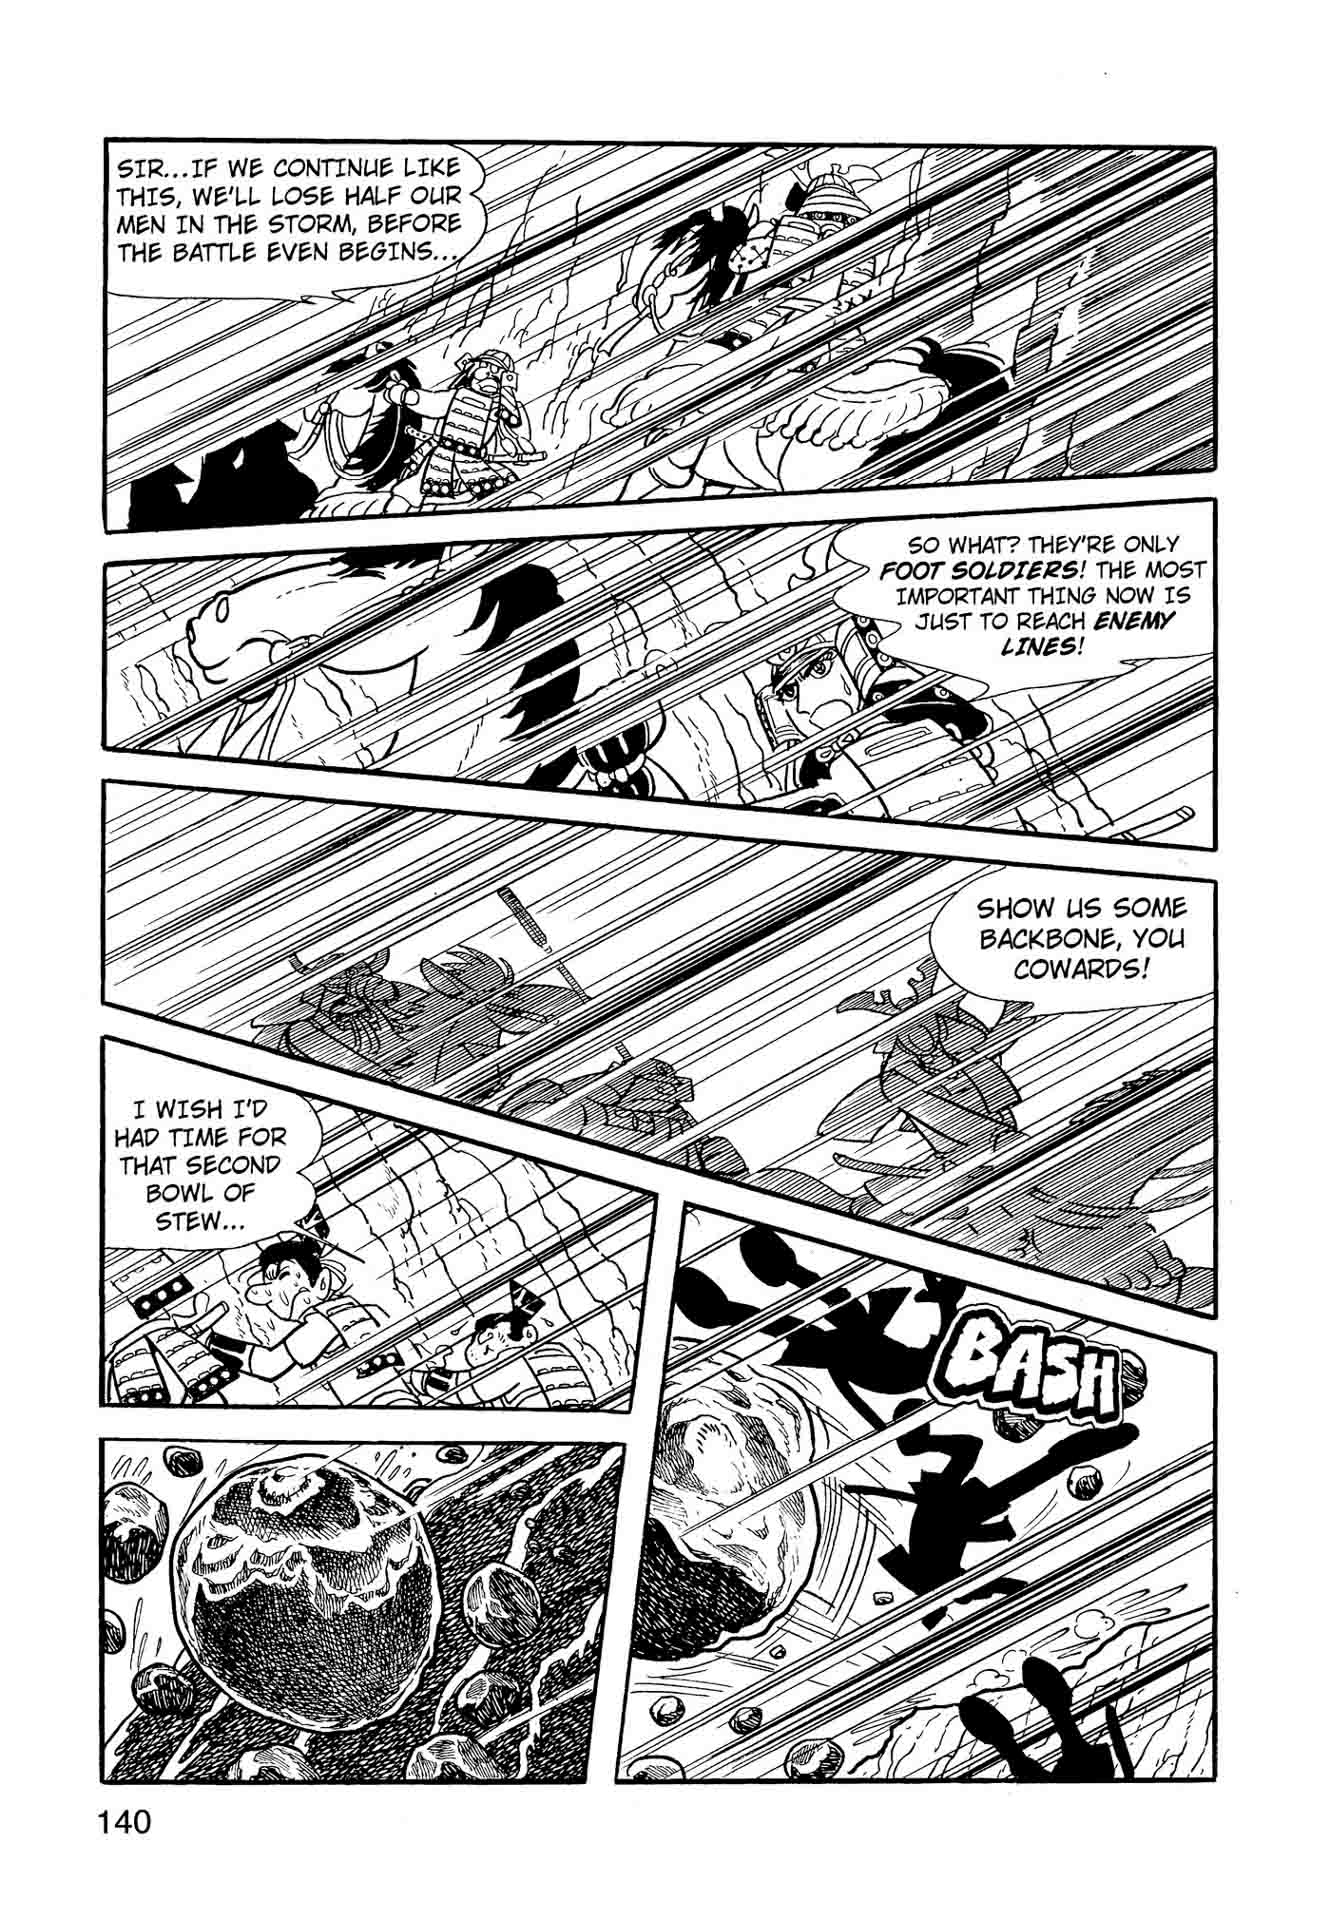 SIR...IF WE CONTINUE LIKE
THIS, WE'LL LOSE HALF OUR
MEN IN THE STORM, BEFORE
THE BATTLE EVEN BEGINS...
SO WHAT? THEY'RE ONLY
FOOT SOLDIERS! THE MOST
IMPORTANT THING NOW IS
JUST TO REACH ENEMY
LINES!
SHOW US SOME
BACKBONE, YOU
COWARDS!
I WISH I'D
HAD TIME FOR
THAT SECOND
BOWL OF
STEW...
BASH
140